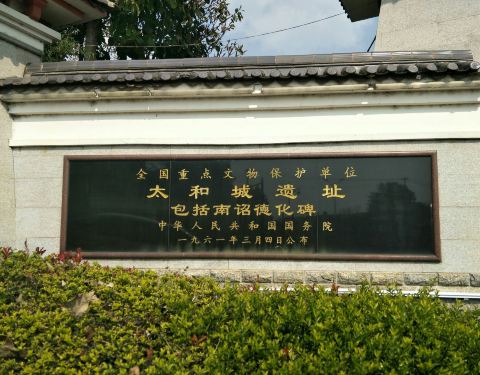 全国重点文物保护单位
太和城遗址
包括南诏德化碑
中华人民共和国国务院
一九六一年三月四日公布